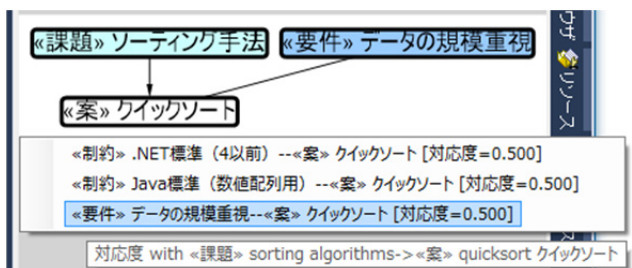 «課題» ソーティング手法 «要件» データの規模重視
«案» クイックソート
«制約» .NET標準（4以前）--«案» クイックソート [対応度=0.500]
«制約» Java標準（数値配列用）--«案» クイックソート [対応度=0.500]
«要件» データの規模重視--«案» クイックソート [対応度=0.500]
対応度 with «課題» sorting algorithms->«案» quicksort クイックソート
ウザ
リソース